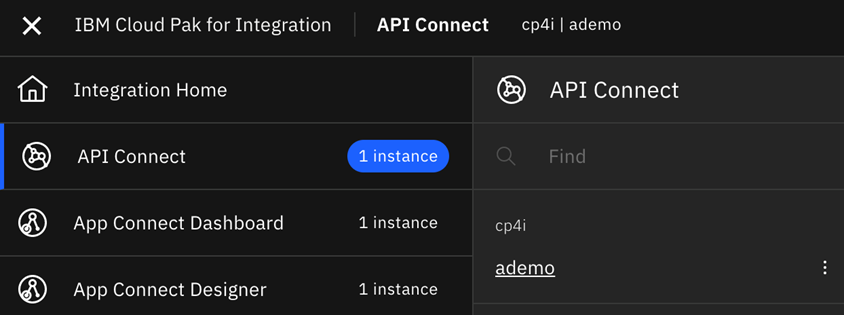 IBM Cloud Pak for Integration
API Connect
cp4i | ademo
Integration Home
API Connect
1 instance
App Connect Dashboard
1 instance
App Connect Designer
1 instance
API Connect
Find
cp4i
ademo